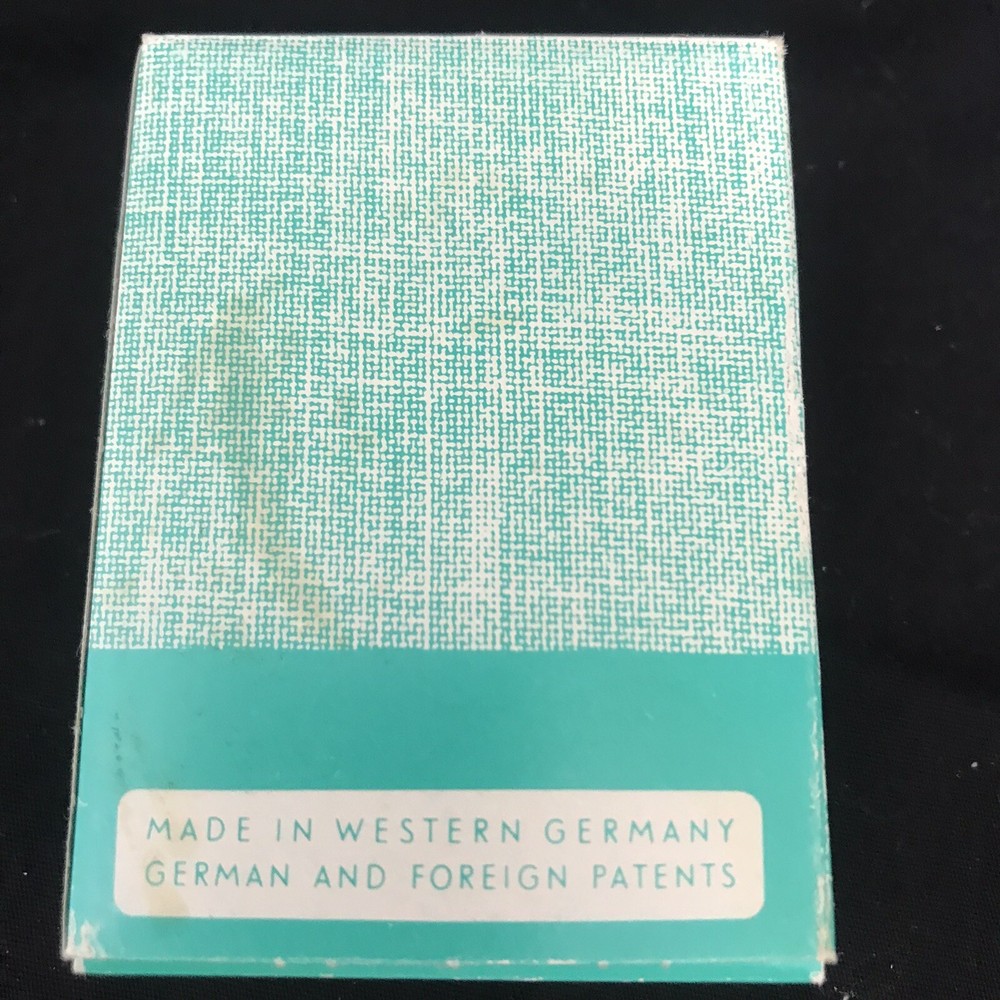 MADE IN WESTERN GERMANY
GERMAN AND FOREIGN PATENTS